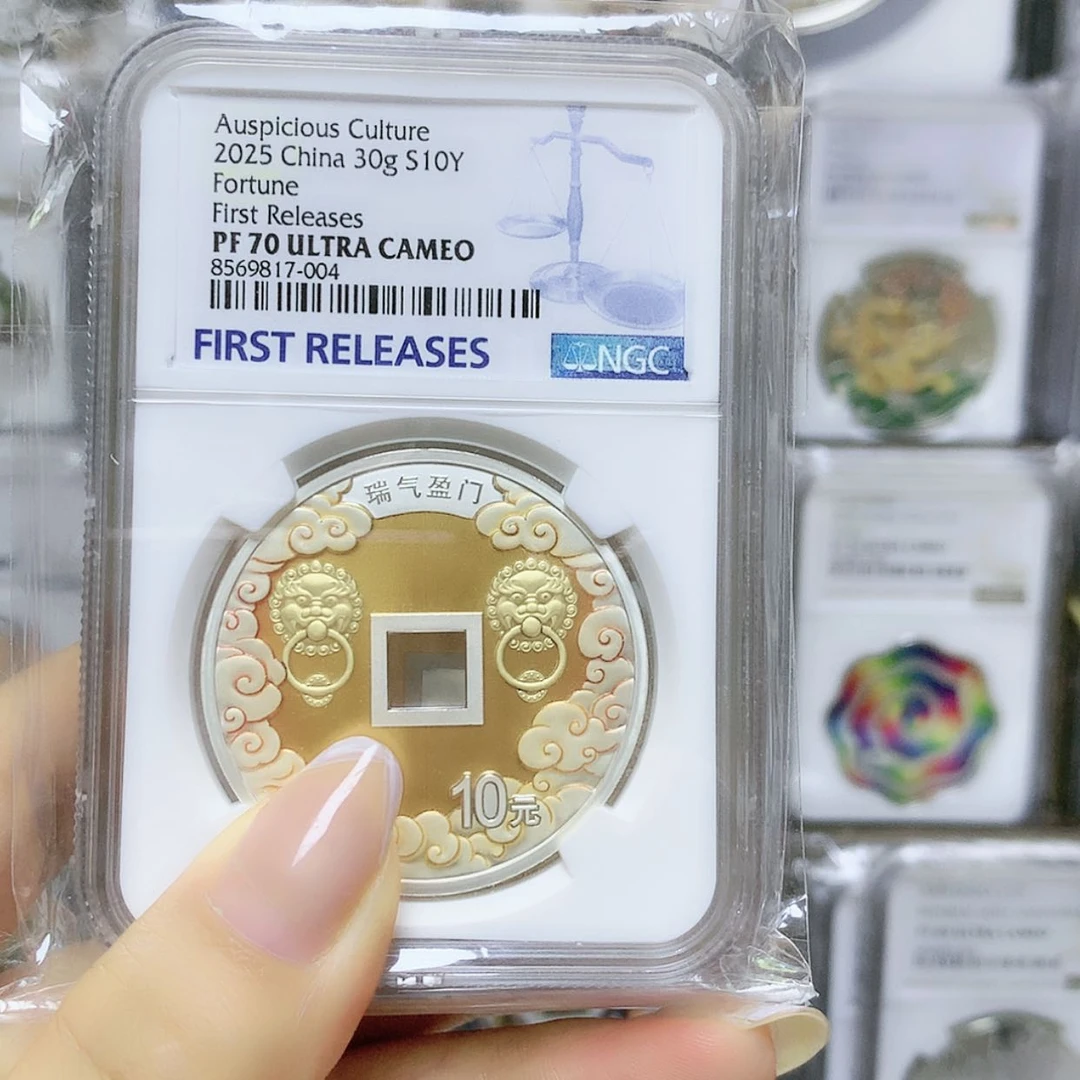 Auspicious Culture
2025 China 30g S10Y
Fortune
First Releases
PF 70 ULTRA CAMEO
8569817-004
FIRST RELEASES
NGC
瑞气盈门
10元